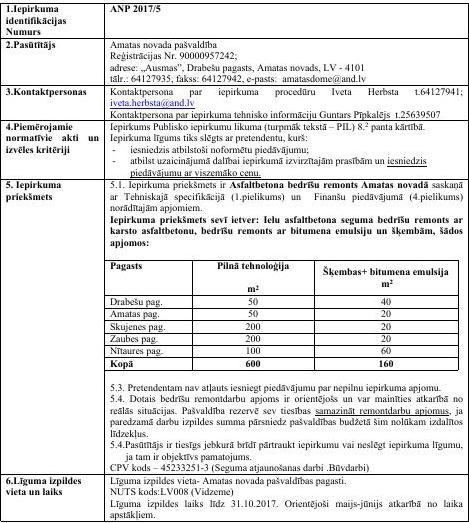 1.Iepirkuma
identifikācijas
Numurs
ANP 2017/5
2.Pasūtītājs
Amatas novada pašvaldība
Reģistrācijas Nr. 90000957242;
adrese: „Ausmas”, Drabešu pagasts, Amatas novads, LV - 4101
tālr.: 64127935; fakss: 64127942, e-pasts: amatasdome@and.lv
3.Kontaktpersonas
Kontaktpersona par iepirkuma procedūru Iveta Herbsta t.64127941;
iveta.herbsta@and.lv
Kontaktpersona par iepirkuma tehnisko informāciju Guntars Pīpkalējs t.25639507
4.Piemērojamie
normatīvie akti un
izvēles kritēriji
Iepirkums Publisko iepirkumu likuma (turpmāk tekstā – PIL) 8.² panta kārtībā.
Iepirkuma līgums tiks slēgts ar pretendentu, kurš:
- iesniedzis atbilstoši noformētu piedāvājumu;
- atbilst uzaicinājumā dalībai iepirkumā izvirzītajām prasībām un iesniedzis
piedāvājumu ar viszemāko cenu.
5. Iepirkuma
priekšmets
5.1. Iepirkuma priekšmets ir Asfaltbetona bedrīšu remonts Amatas novadā saskaņā
ar Tehniskajā specifikācijā (1.pielikums) un Finanšu piedāvājumā (4.pielikums)
norādītajām apjomiem.
Iepirkuma priekšmets sevī ietver: Ielu asfaltbetona seguma bedrīšu remonts ar
karsto asfaltbetonu, bedrīšu remonts ar bitumena emulsiju un šķembām, šādos
apjomos:
Pagasts Pilnā tehnoloģija m² Šķembas+ bitumena emulsija m²
Drabešu pag. 50 40
Amatas pag. 50 20
Skujenes pag. 200 20
Zaubes pag. 200 20
Nītaures pag. 100 60
Kopā 600 160
5.3. Pretendentam nav atļauts iesniegt piedāvājumu par nepilnu iepirkuma apjomu.
5.4. Dotais bedrīšu remontdarbu apjoms ir orientējošs un var mainīties atkarībā no
reālās situācijas. Pašvaldība rezervē sev tiesības samazināt remontdarbu apjomus, ja
paredzamā darbu izpildes summa pārsniedz pašvaldības budžetā šim nolūkam izdalītos
līdzekļus.
5.4.Pasūtītājs ir tiesīgs jebkurā brīdī pārtraukt iepirkumu vai neslēgt iepirkuma līgumu,
ja tam ir objektīvs pamatojums.
CPV kods – 45233251-3 (Seguma atjaunošanas darbi .Būvdarbi)
6.Līguma izpildes
vieta un laiks
Līguma izpildes vieta- Amatas novada pašvaldības pagasti.
NUTS kods:LV008 (Vidzeme)
Līguma izpildes laiks līdz 31.10.2017. Orientējoši maijs-jūnijs atkarībā no laika
apstākļiem.